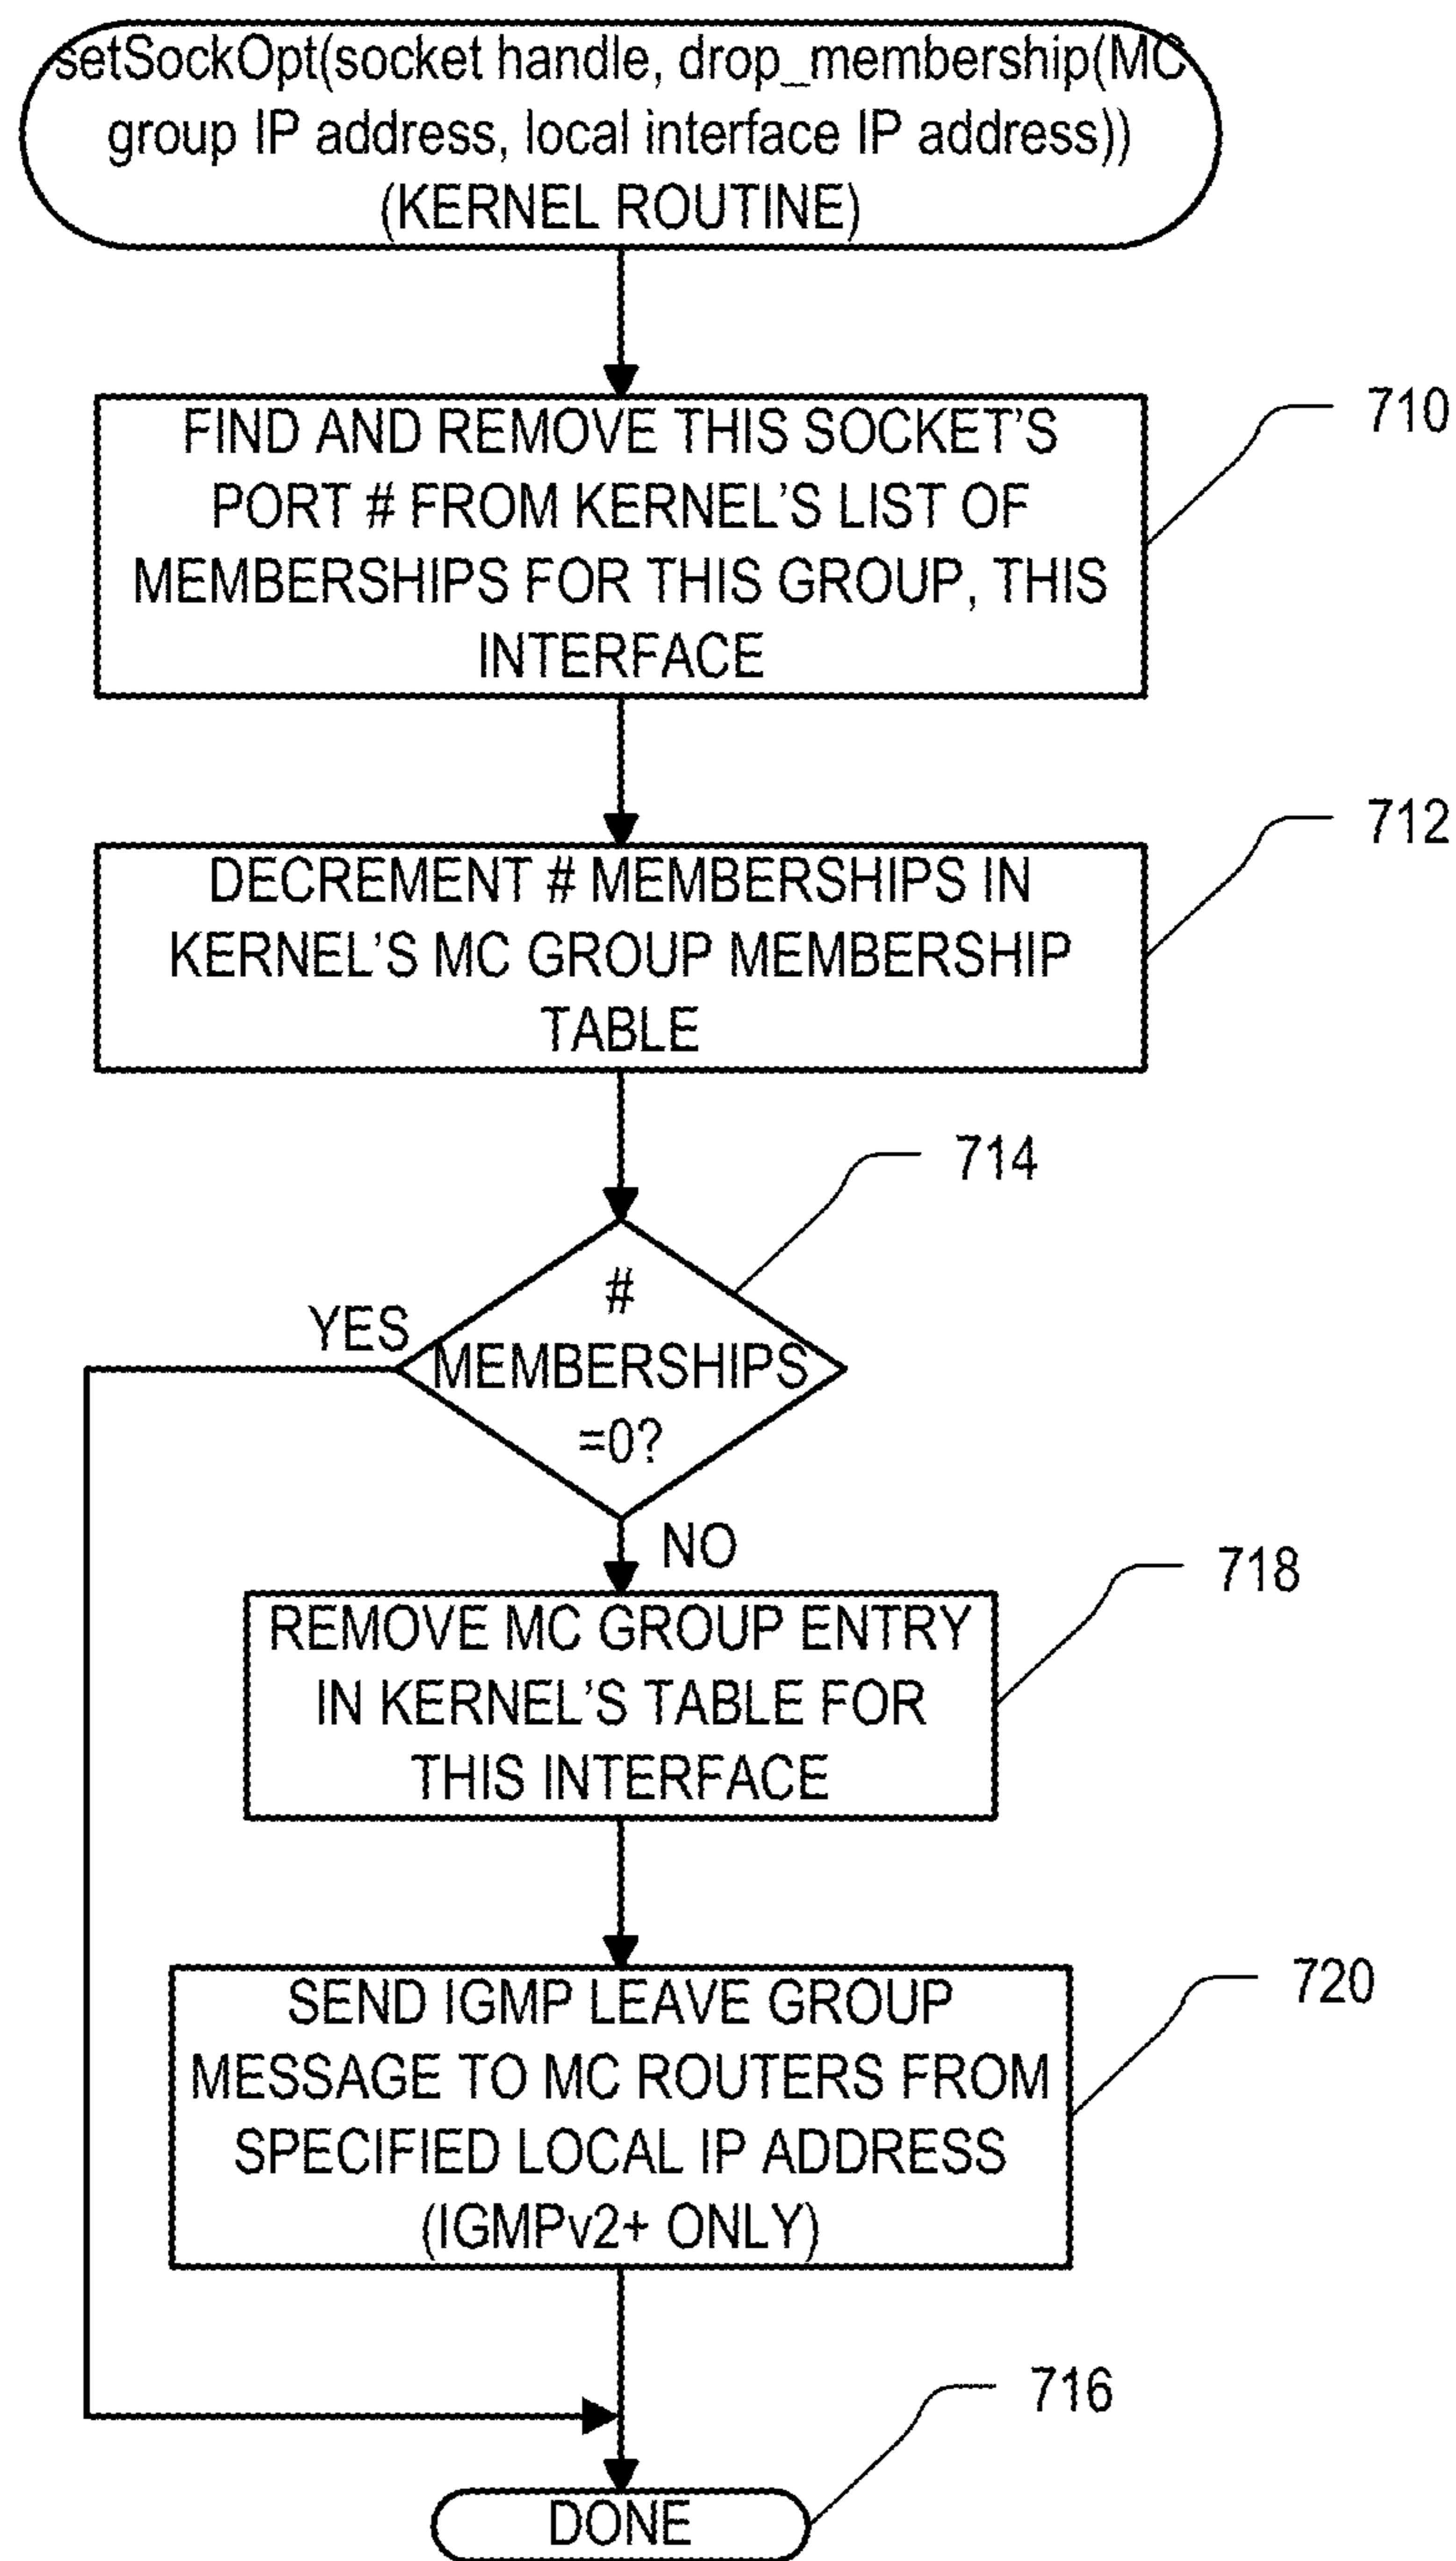 setSockOpt(socket handle, drop_membership(MC
group IP address, local interface IP address))
(KERNEL ROUTINE)
710
FIND AND REMOVE THIS SOCKET'S
PORT # FROM KERNEL'S LIST OF
MEMBERSHIPS FOR THIS GROUP, THIS
INTERFACE
712
DECREMENT # MEMBERSHIPS IN
KERNEL'S MC GROUP MEMBERSHIP
TABLE
714
#
MEMBERSHIPS
=0?
YES
NO
718
REMOVE MC GROUP ENTRY
IN KERNEL'S TABLE FOR
THIS INTERFACE
720
SEND IGMP LEAVE GROUP
MESSAGE TO MC ROUTERS FROM
SPECIFIED LOCAL IP ADDRESS
(IGMPv2+ ONLY)
716
DONE